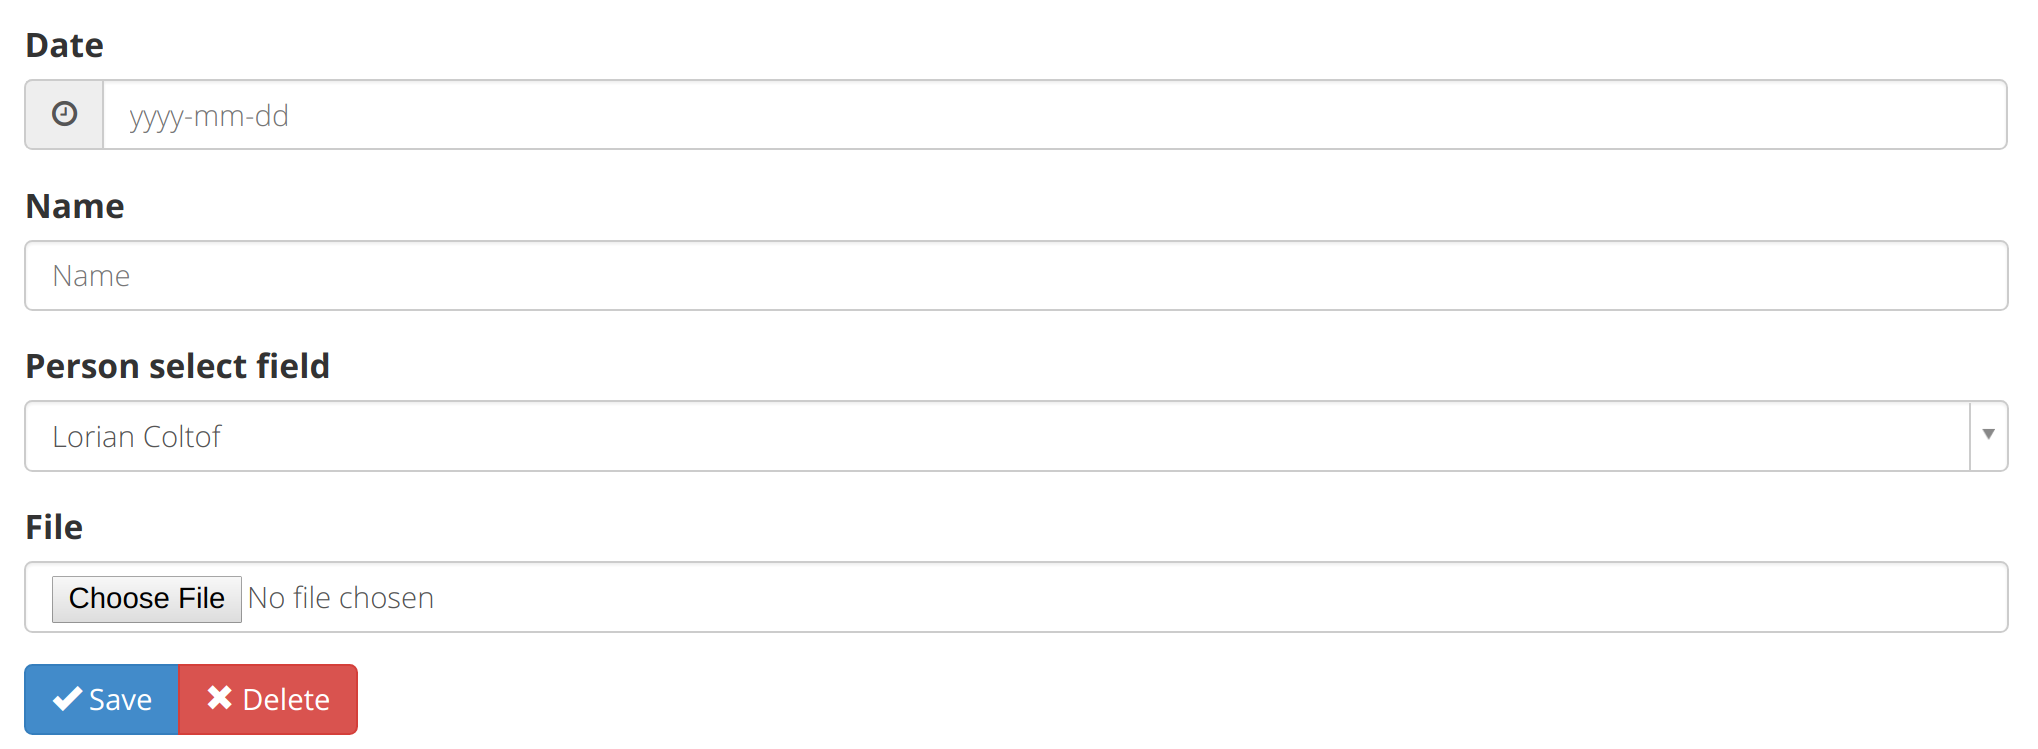 Date
yyyy-mm-dd
Name
Name
Person select field
Lorian Coltof
File
Choose File No file chosen
Save Delete